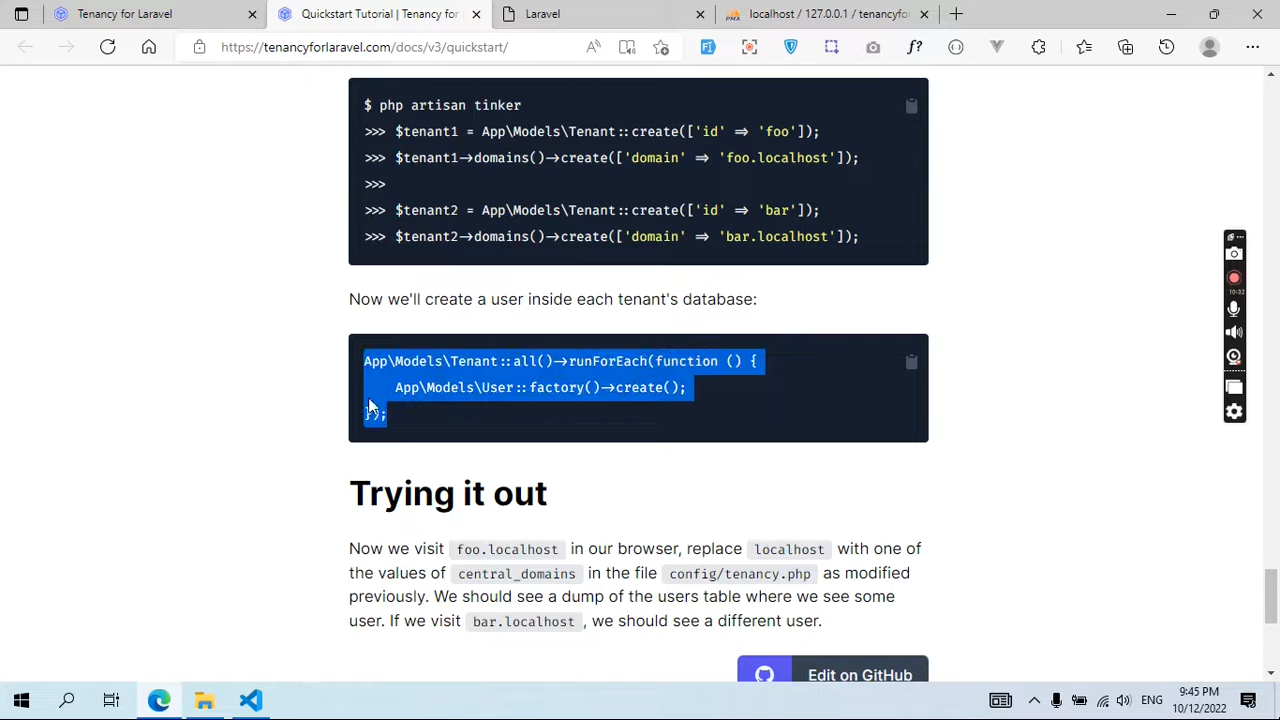 Tenancy for Laravel
Quickstart Tutorial | Tenancy for
Laravel
localhost / 127.0.0.1 / tenancyfor
https://tenancyforlaravel.com/docs/v3/quickstart/
$ php artisan tinker
>>> $tenant1 = App\Models\Tenant::create(['id' => 'foo']);
>>> $tenant1->domains()->create(['domain' => 'foo.localhost']);
>>>
>>> $tenant2 = App\Models\Tenant::create(['id' => 'bar']);
>>> $tenant2->domains()->create(['domain' => 'bar.localhost']);
Now we'll create a user inside each tenant's database:
App\Models\Tenant::all()->runForEach(function () {
App\Models\User::factory()->create();
});
10:32
Trying it out
Now we visit foo.localhost in our browser, replace localhost with one of
the values of central_domains in the file config/tenancy.php as modified
previously. We should see a dump of the users table where we see some
user. If we visit bar.localhost, we should see a different user.
Edit on GitHub
ENG
9:45 PM
10/12/2022